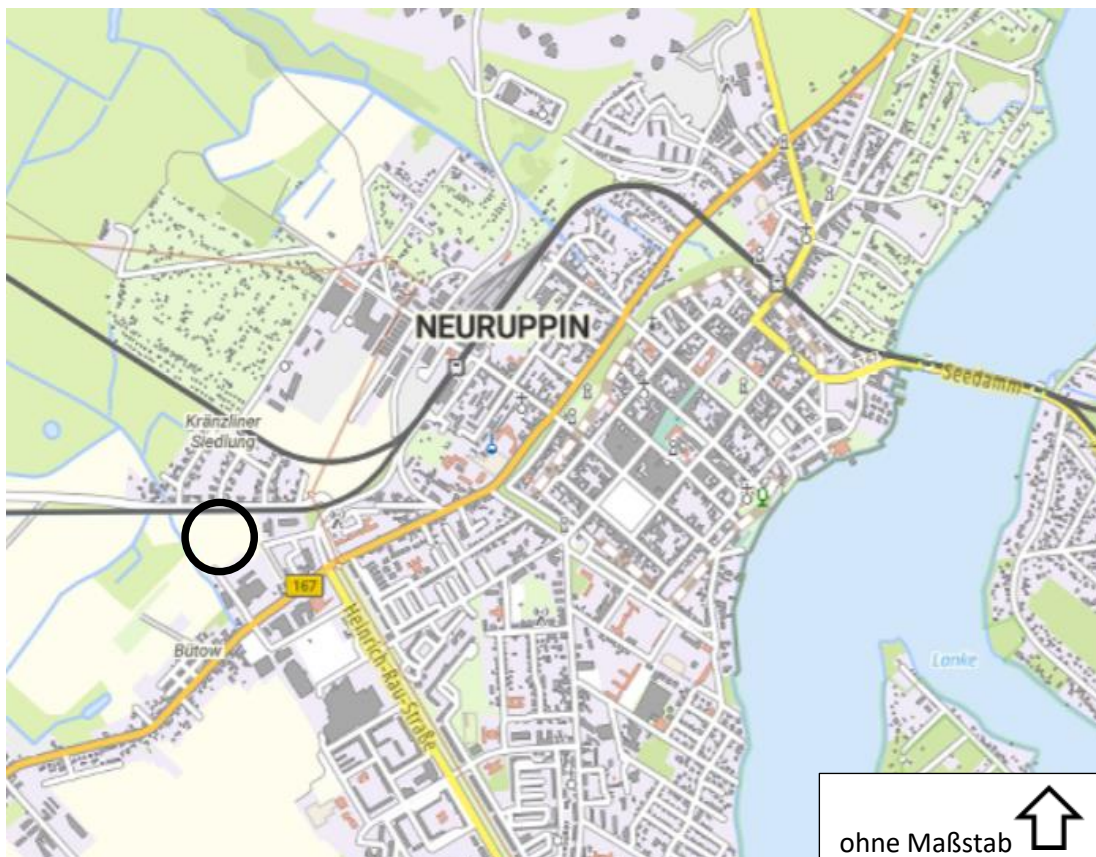 NEURUPPIN
Seedamm
Kränzliner
Siedlung
167
Heinrich-Rau-Straße
Bütow
Lanke
ohne Maßstab